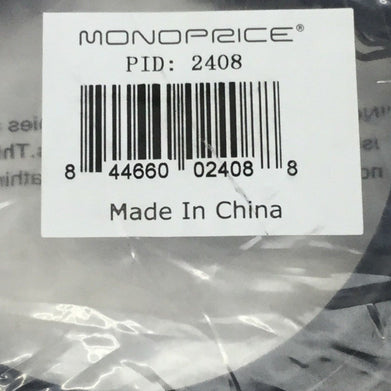 MONOPRICE®
PID: 2408
8 44660 02408 8
Made In China